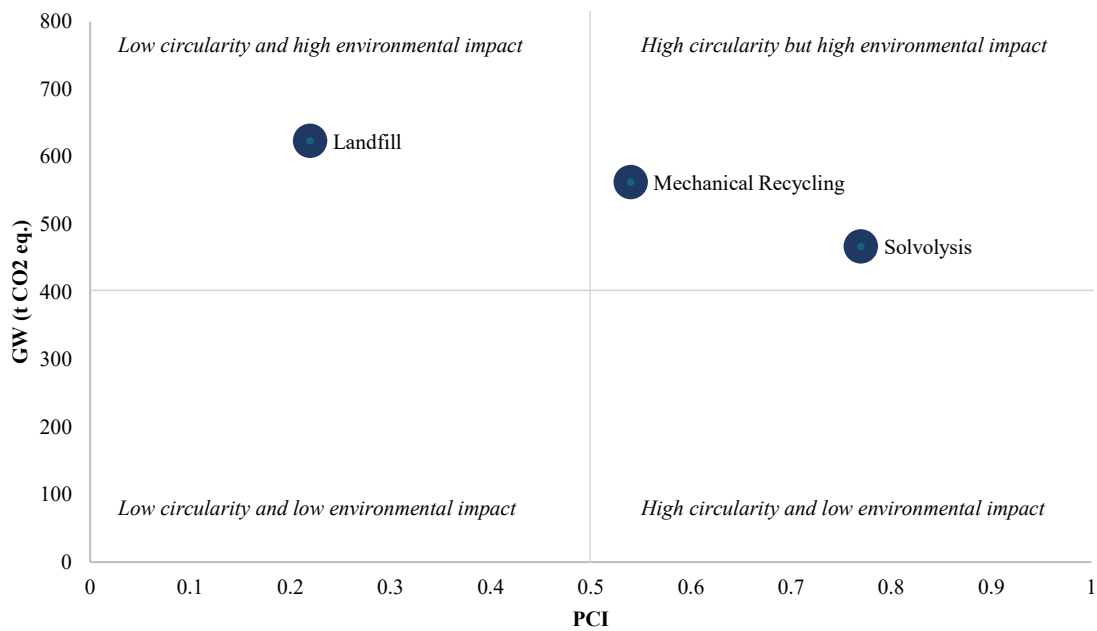 800
Low circularity and high environmental impact
High circularity but high environmental impact
700
600
Landfill
Mechanical Recycling
500
Solvolysis
GW (t CO2 eq.)
400
300
200
100
Low circularity and low environmental impact
High circularity and low environmental impact
0
0 0.1 0.2 0.3 0.4 0.5 0.6 0.7 0.8 0.9 1
PCI